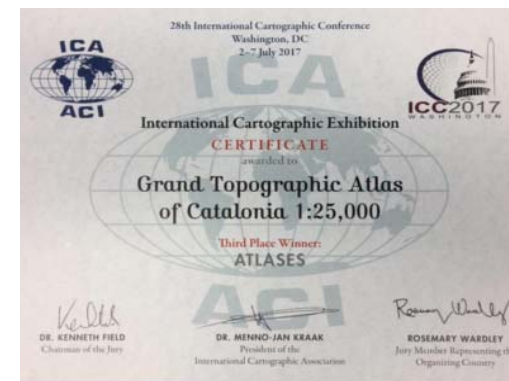 28th International Cartographic Conference
Washington, DC
2–7 July 2017
ICA
ACI
ICC2017
WASHINGTON
ICA
International Cartographic Exhibition
CERTIFICATE
awarded to
Grand Topographic Atlas
of Catalonia 1:25,000
Third Place Winner:
ATLASES
ACI
DR. KENNETH FIELD
Chairman of the Jury
DR. MENNO-JAN KRAAK
President of the
International Cartographic Association
ROSEMARY WARDLEY
Jury Member Representing th
Organizing Country